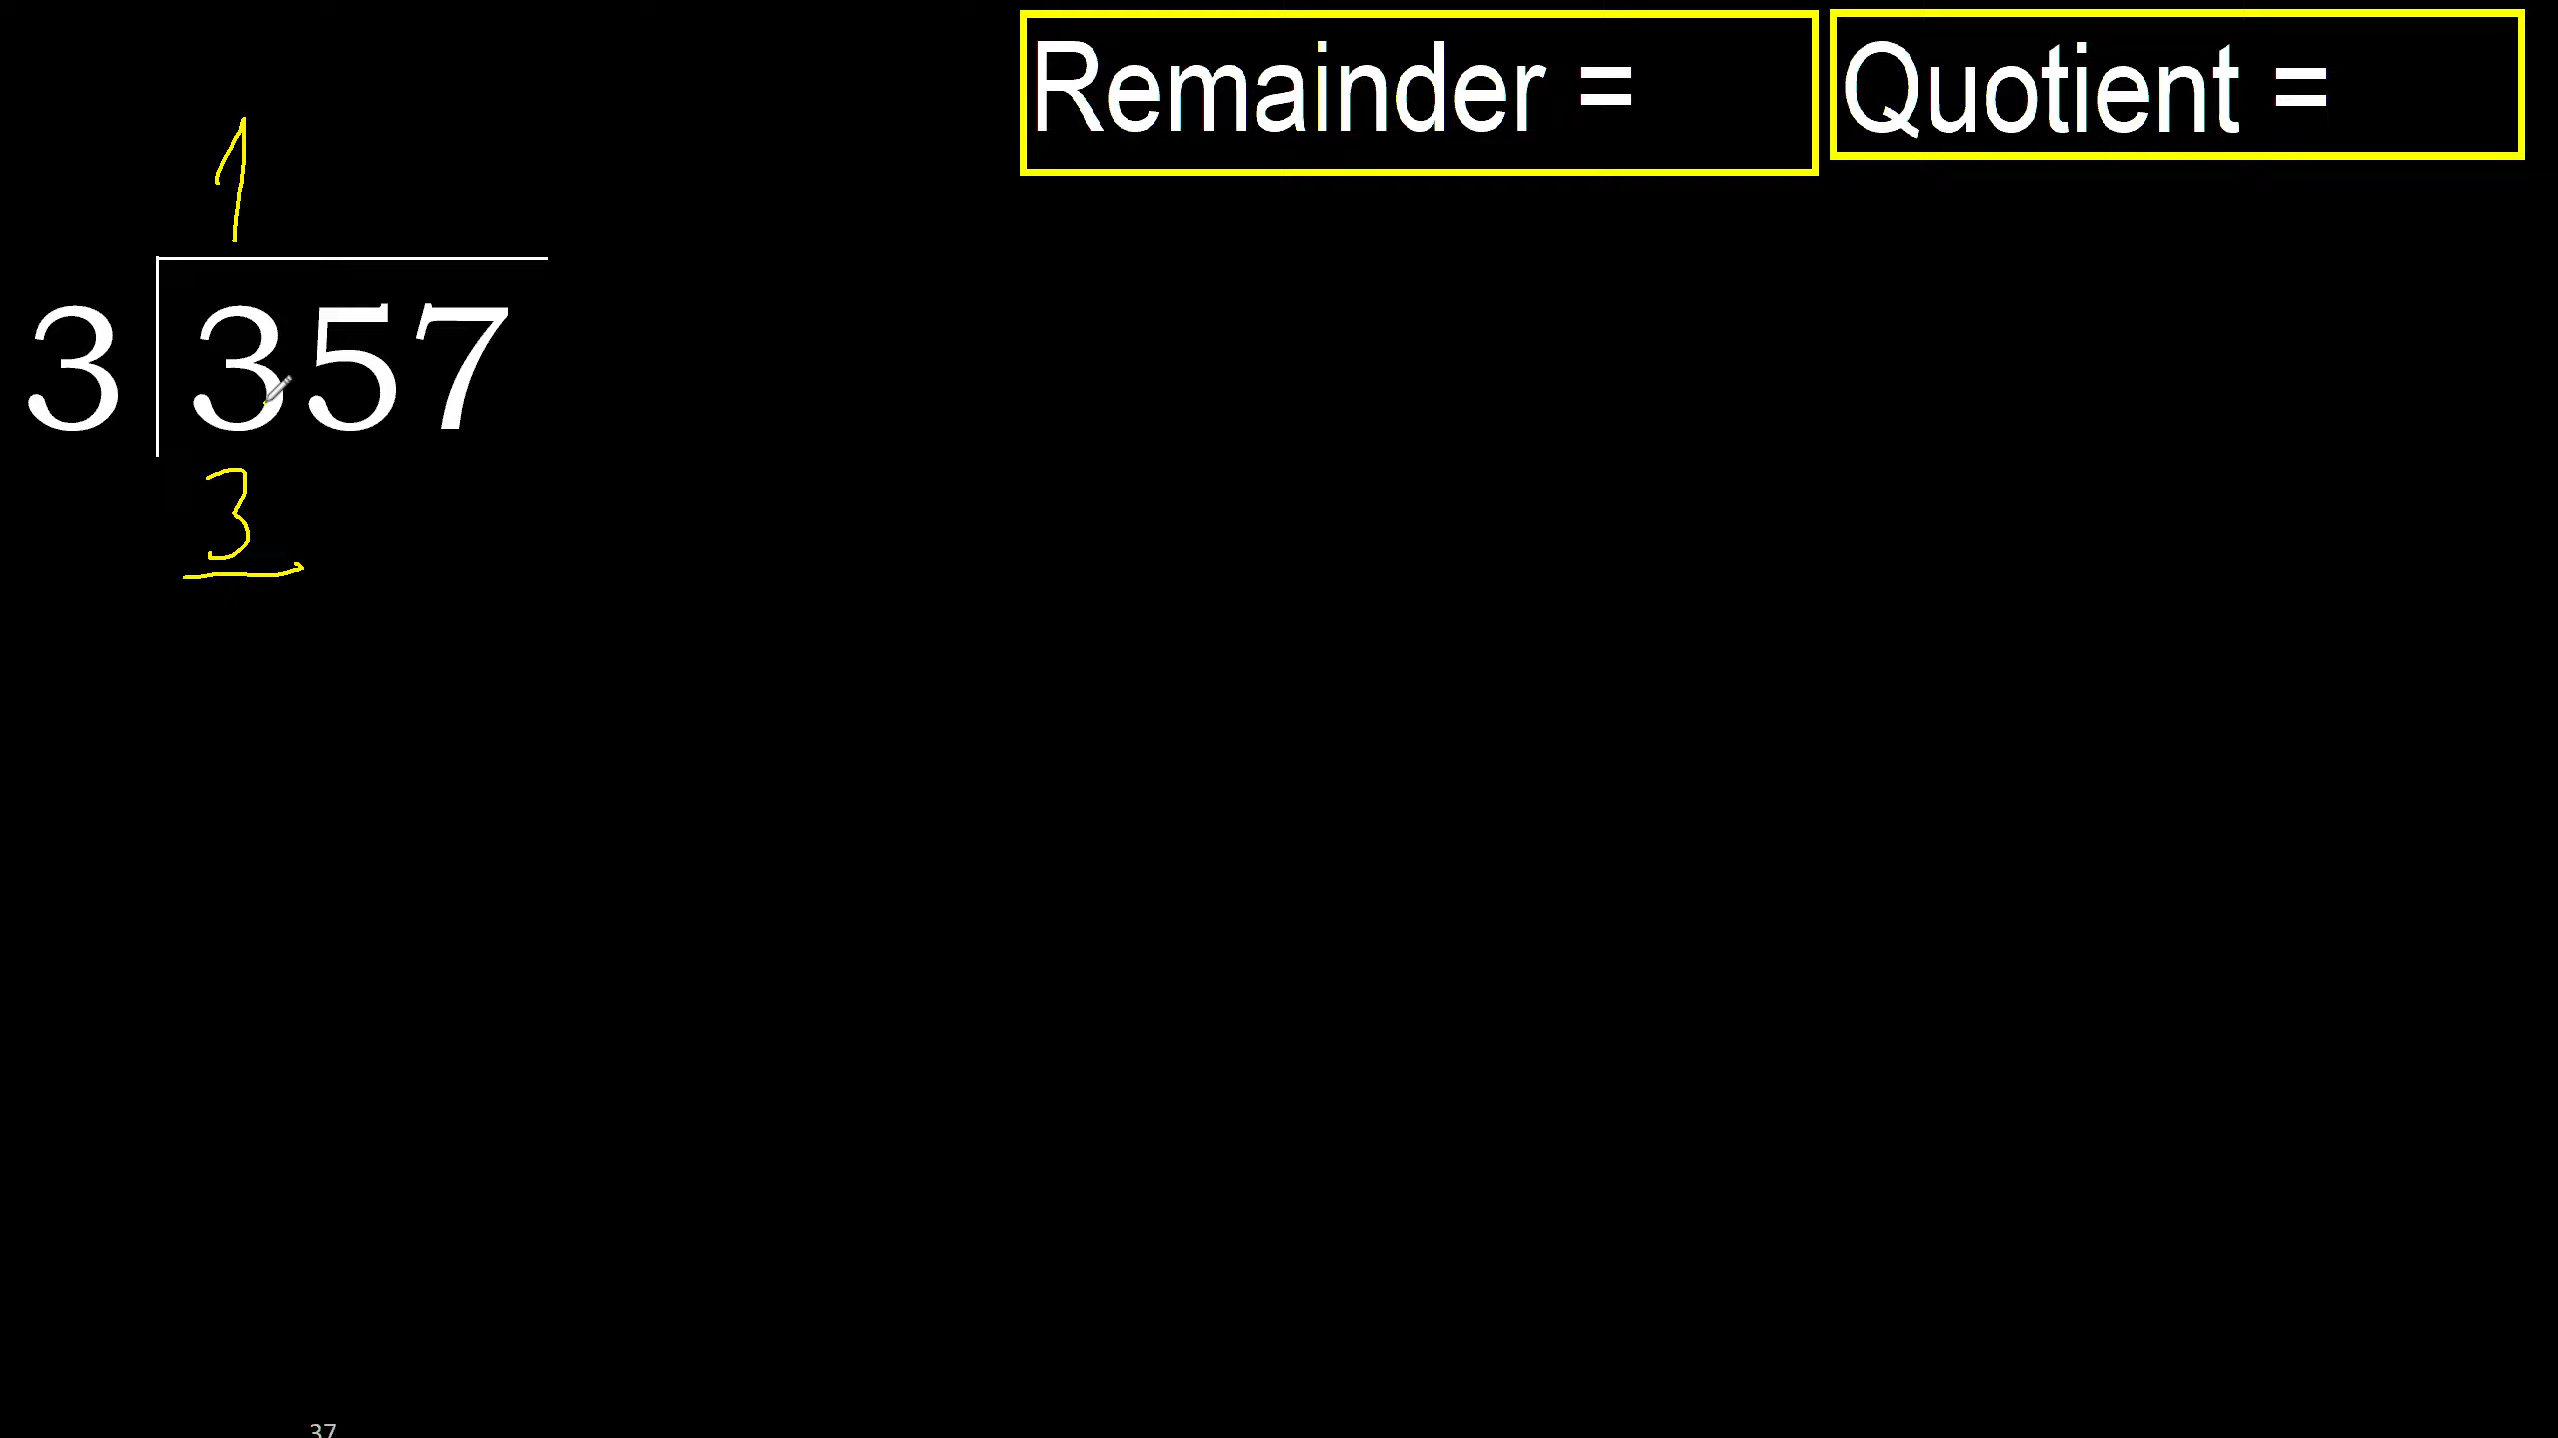 Remainder =
Quotient =
1
3 357
3
37